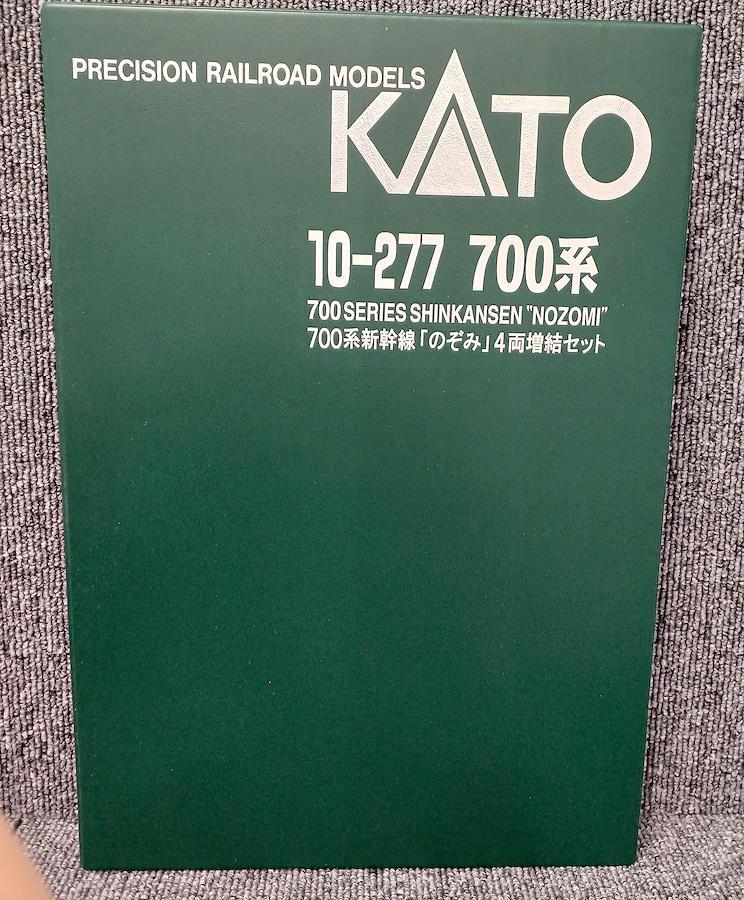 PRECISION RAILROAD MODELS
KATO
10-277 700系
700 SERIES SHINKANSEN "NOZOMI"
700系新幹線「のぞみ」4両増結セット